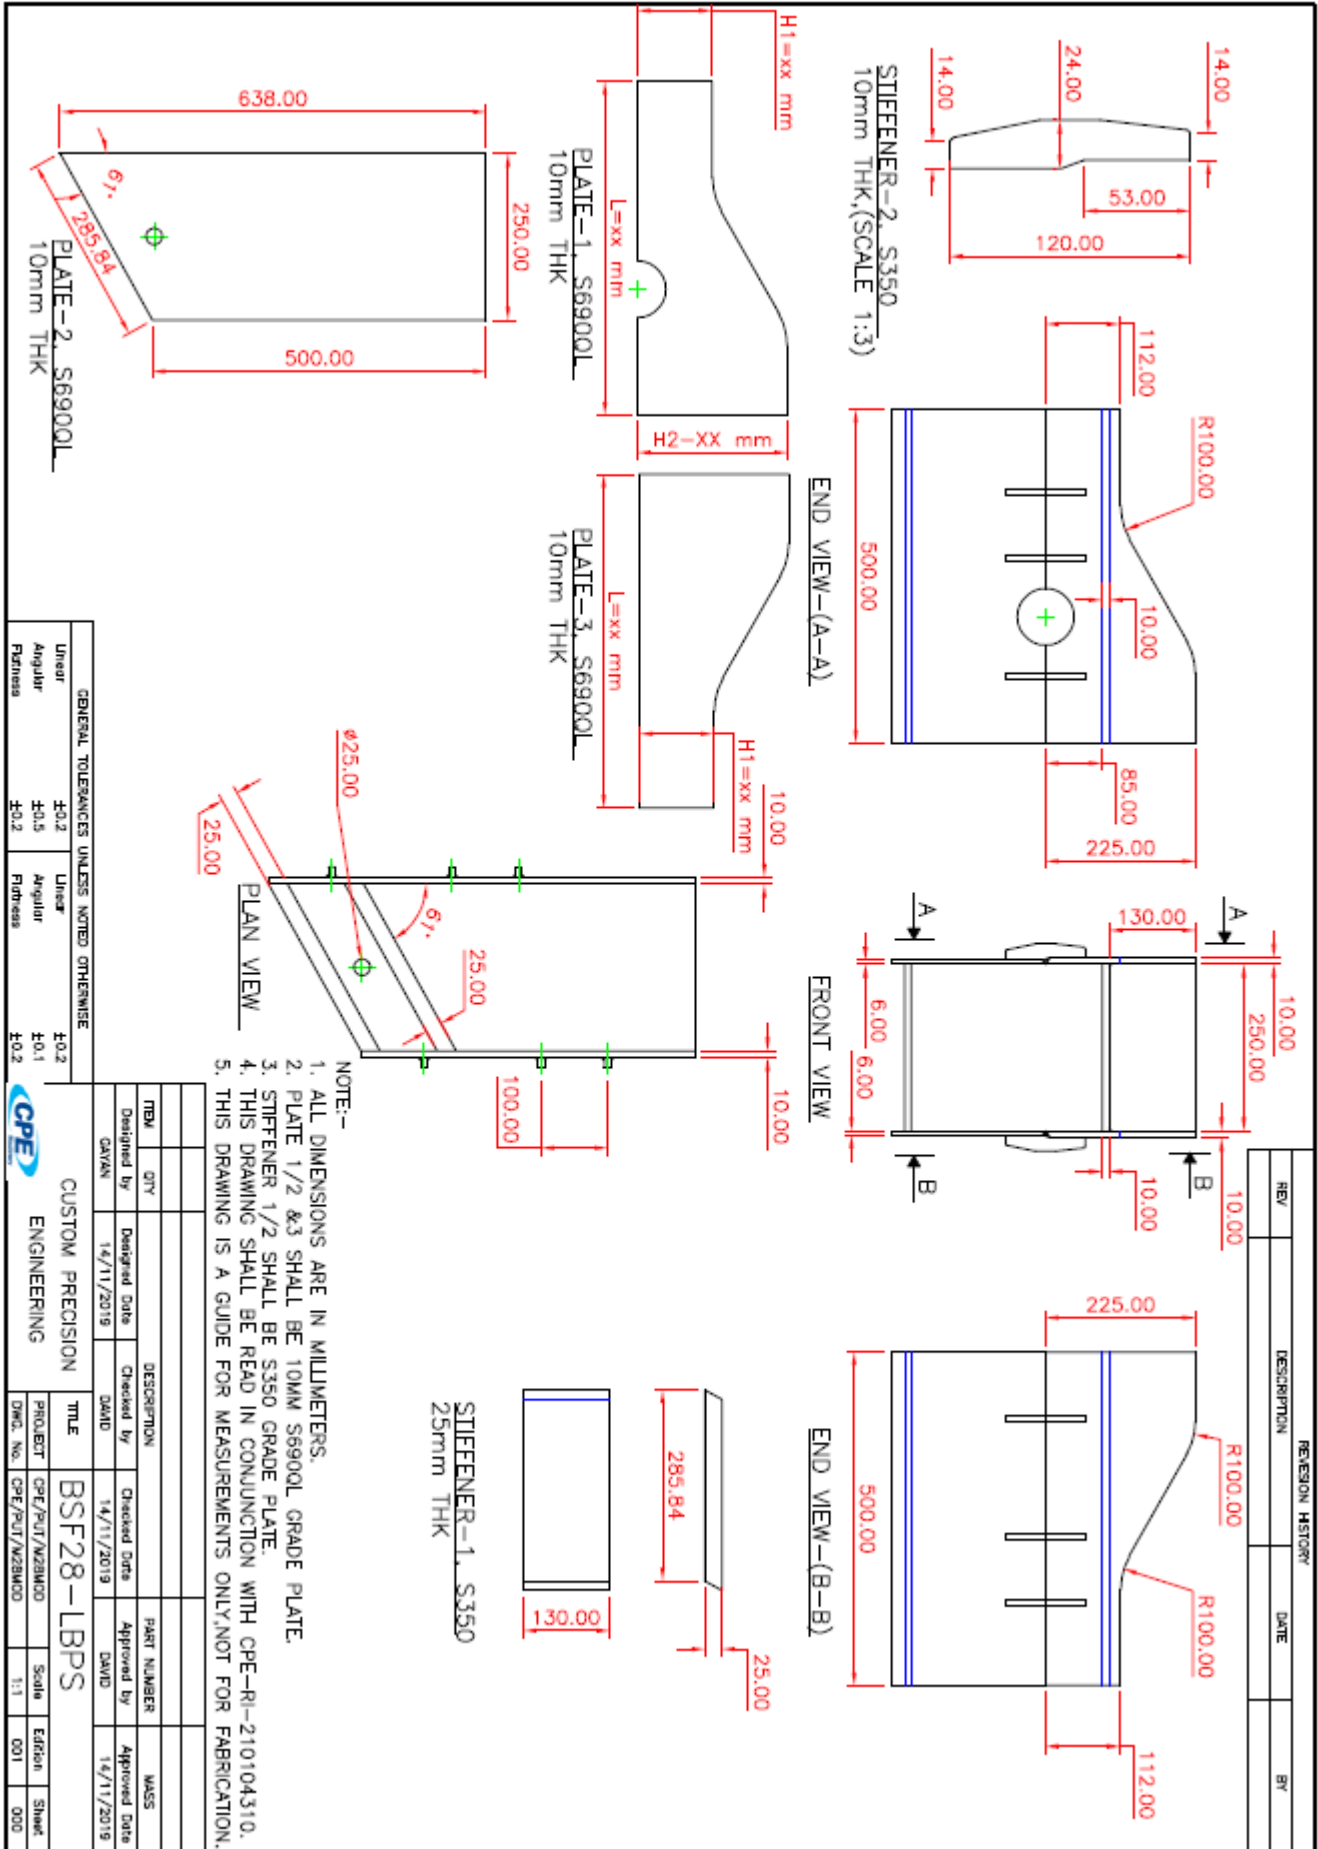 REVESION HISTORY
REV
DESCRIPTION
DATE
BY
14.00
24.00
14.00
53.00
120.00
STIFFENER-2, S350
10mm THK,(SCALE 1:3)
112.00
R100.00
10.00
85.00
225.00
500.00
END VIEW-(A-A)
A
A
130.00
10.00
250.00
10.00
10.00
6.00
6.00
B
B
FRONT VIEW
225.00
R100.00
R100.00
112.00
500.00
END VIEW-(B-B)
H1=xx mm
L=xx mm
H2-XX mm
PLATE-1, S690QL
10mm THK
L=xx mm
H1=xx mm
PLATE-3, S690QL
10mm THK
10.00
10.00
100.00
25.00
25.00
ø25.00
PLAN VIEW
285.84
25.00
130.00
STIFFENER-1, S350
25mm THK
638.00
250.00
500.00
285.84
PLATE-2, S690QL
10mm THK
NOTE:-
1. ALL DIMENSIONS ARE IN MILLIMETERS.
2. PLATE 1/2 &3 SHALL BE 10MM S690QL GRADE PLATE.
3. STIFFENER 1/2 SHALL BE S350 GRADE PLATE.
4. THIS DRAWING SHALL BE READ IN CONJUNCTION WITH CPE-RI-210104310.
5. THIS DRAWING IS A GUIDE FOR MEASUREMENTS ONLY,NOT FOR FABRICATION.
GENERAL TOLERANCES UNLESS NOTED OTHERWISE
Linear ±0.2 Linear ±0.2
Angular ±0.5 Angular ±0.1
Flatness ±0.2 Flatness ±0.2
ITEM QTY DESCRIPTION PART NUMBER MASS
Designed by Designed Date Checked by Checked Date Approved by Approved Date
GAYAN 14/11/2019 DAVID 14/11/2019 DAVID 14/11/2019
CPE
CUSTOM PRECISION
ENGINEERING
TITLE BSF28-LBPS
PROJECT CPE/PUT/W28MOD Scale Edition Sheet
DWG. No. CPE/PUT/W28MOD 1:1 001 000